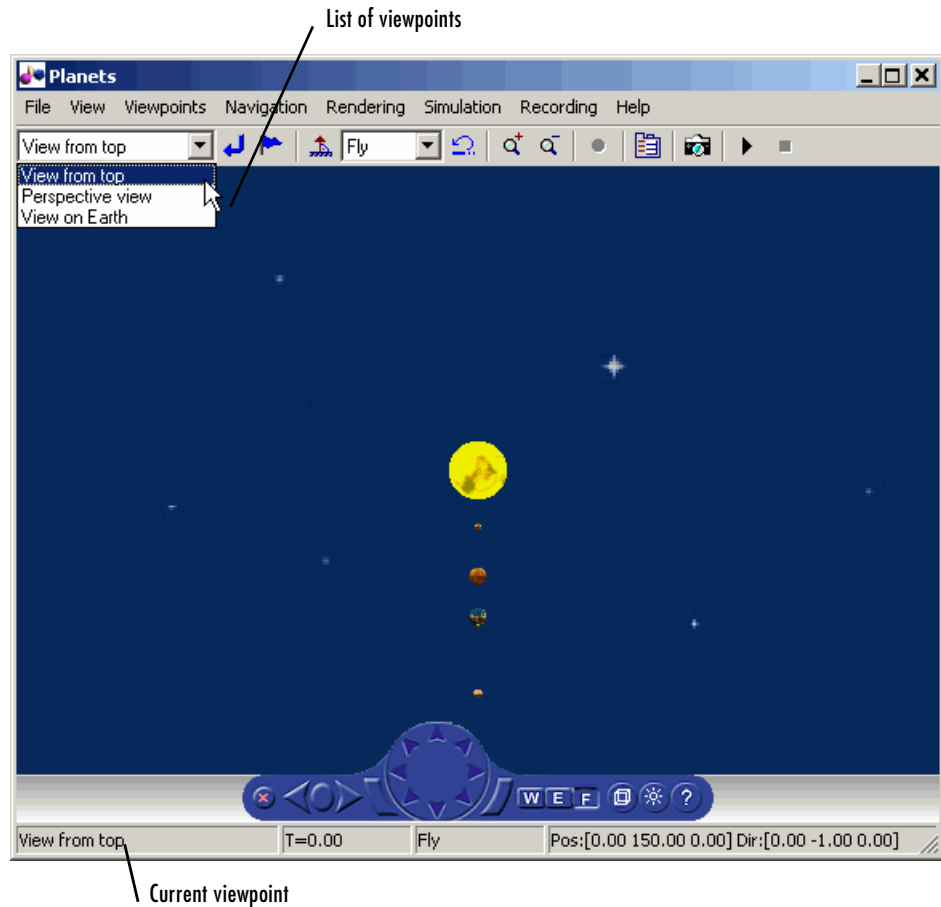 List of viewpoints
Planets
File View Viewpoints Navigation Rendering Simulation Recording Help
View from top Fly
View from top
Perspective view
View on Earth
W E F ?
View from top T=0.00 Fly Pos:[0.00 150.00 0.00] Dir:[0.00 -1.00 0.00]
Current viewpoint